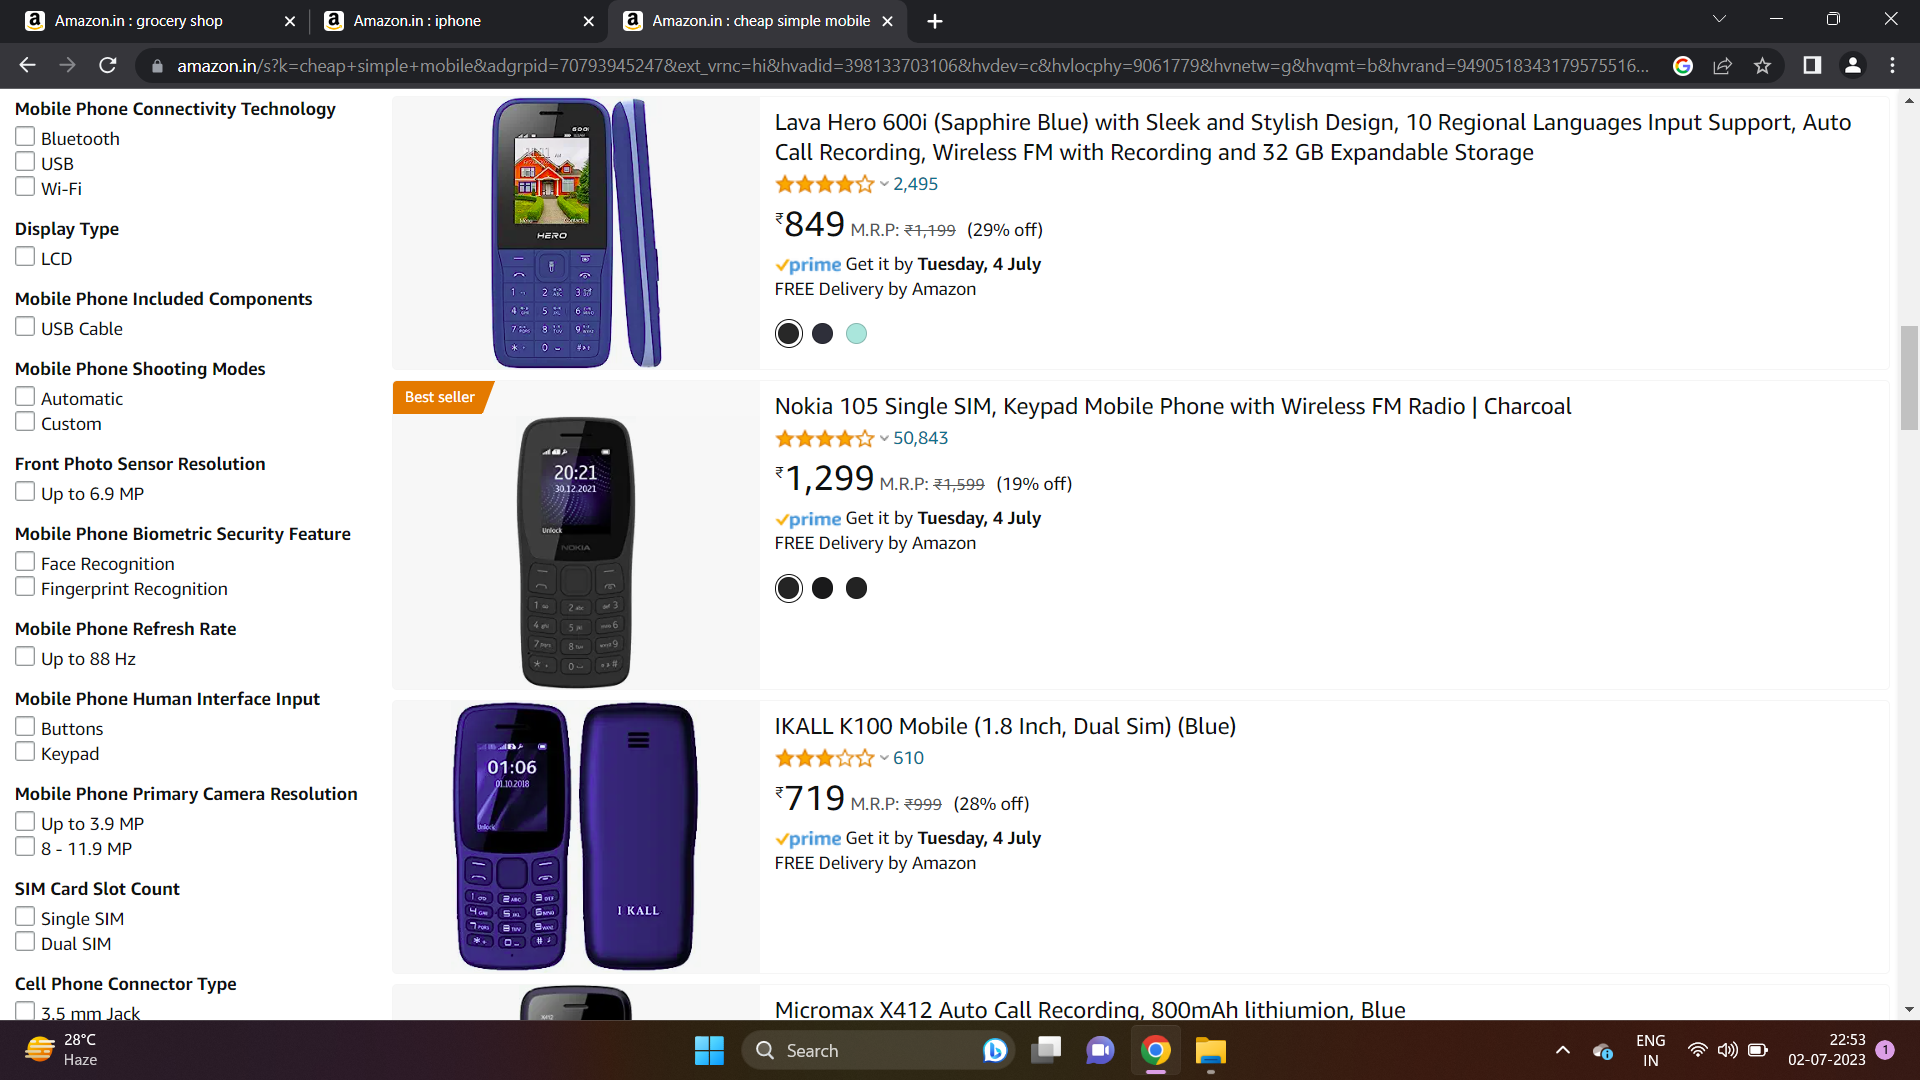 Amazon.in : grocery shop
Amazon.in : iphone
Amazon.in : cheap simple mobile
amazon.in/s?k=cheap+simple+mobile&adgrpid=70793945247&ext_vrnc=hi&hvadid=398133703106&hvdev=c&hvlocphy=9061779&hvnetw=g&hvqmt=b&hvrand=9490518343179575516...
Mobile Phone Connectivity Technology
Bluetooth
USB
Wi-Fi
Display Type
LCD
Mobile Phone Included Components
USB Cable
Mobile Phone Shooting Modes
Automatic
Custom
Front Photo Sensor Resolution
Up to 6.9 MP
Mobile Phone Biometric Security Feature
Face Recognition
Fingerprint Recognition
Mobile Phone Refresh Rate
Up to 88 Hz
Mobile Phone Human Interface Input
Buttons
Keypad
Mobile Phone Primary Camera Resolution
Up to 3.9 MP
8 - 11.9 MP
SIM Card Slot Count
Single SIM
Dual SIM
Cell Phone Connector Type
3.5 mm Jack
HERO
Lava Hero 600i (Sapphire Blue) with Sleek and Stylish Design, 10 Regional Languages Input Support, Auto
Call Recording, Wireless FM with Recording and 32 GB Expandable Storage
2,495
₹849 M.R.P: ₹1,199 (29% off)
prime Get it by Tuesday, 4 July
FREE Delivery by Amazon
Best seller
20:21
30.12.2021
Unlock
NOKIA
Nokia 105 Single SIM, Keypad Mobile Phone with Wireless FM Radio | Charcoal
50,843
₹1,299 M.R.P: ₹1,599 (19% off)
prime Get it by Tuesday, 4 July
FREE Delivery by Amazon
01:06
01.10.2018
Unlock
I KALL
IKALL K100 Mobile (1.8 Inch, Dual Sim) (Blue)
610
₹719 M.R.P: ₹999 (28% off)
prime Get it by Tuesday, 4 July
FREE Delivery by Amazon
X412
Micromax X412 Auto Call Recording, 800mAh lithiumion, Blue
28°C
Haze
Search
ENG
IN
22:53
02-07-2023
1